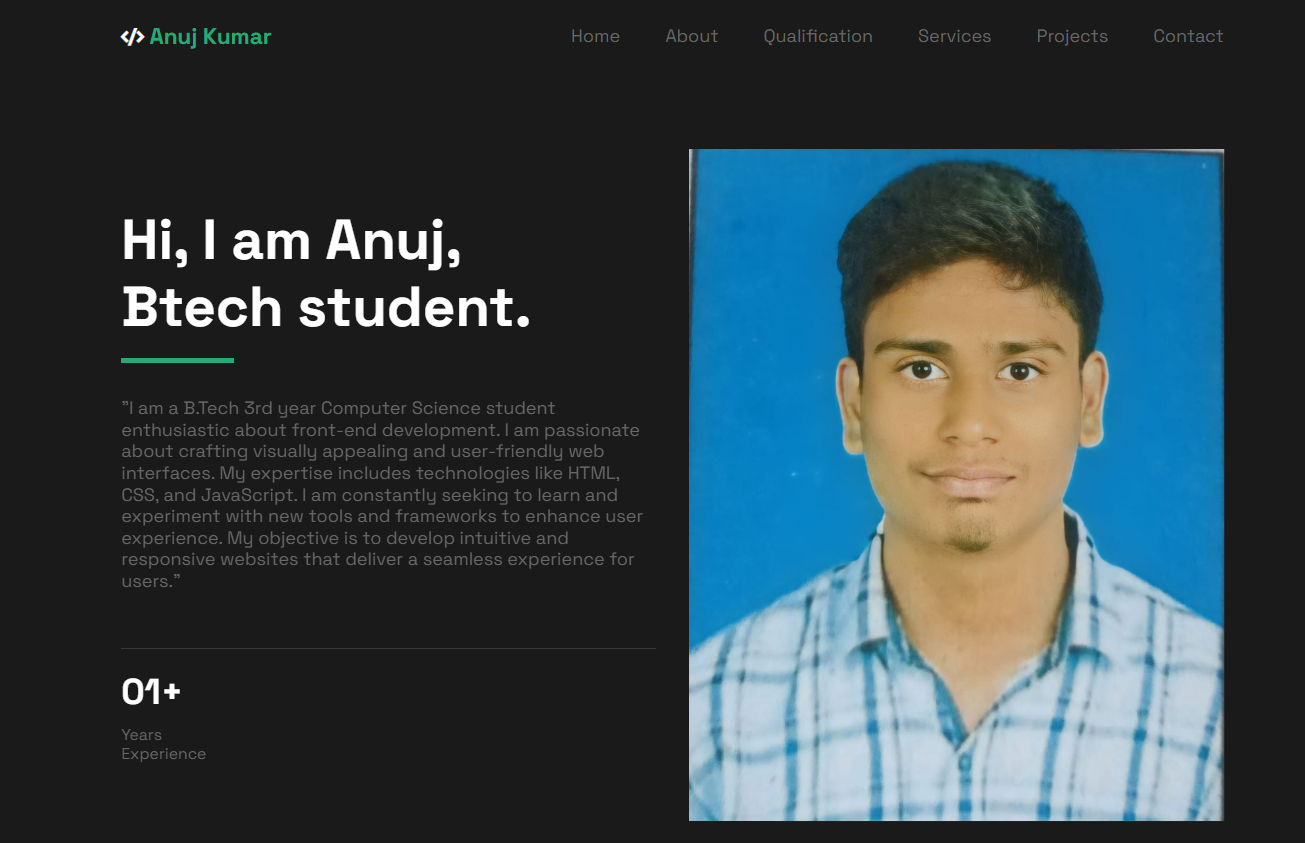 </> Anuj Kumar
Home About Qualification Services Projects Contact
Hi, I am Anuj,
Btech student.
”I am a B.Tech 3rd year Computer Science student
enthusiastic about front-end development. I am passionate
about crafting visually appealing and user-friendly web
interfaces. My expertise includes technologies like HTML,
CSS, and JavaScript. I am constantly seeking to learn and
experiment with new tools and frameworks to enhance user
experience. My objective is to develop intuitive and
responsive websites that deliver a seamless experience for
users.”
01+
Years
Experience